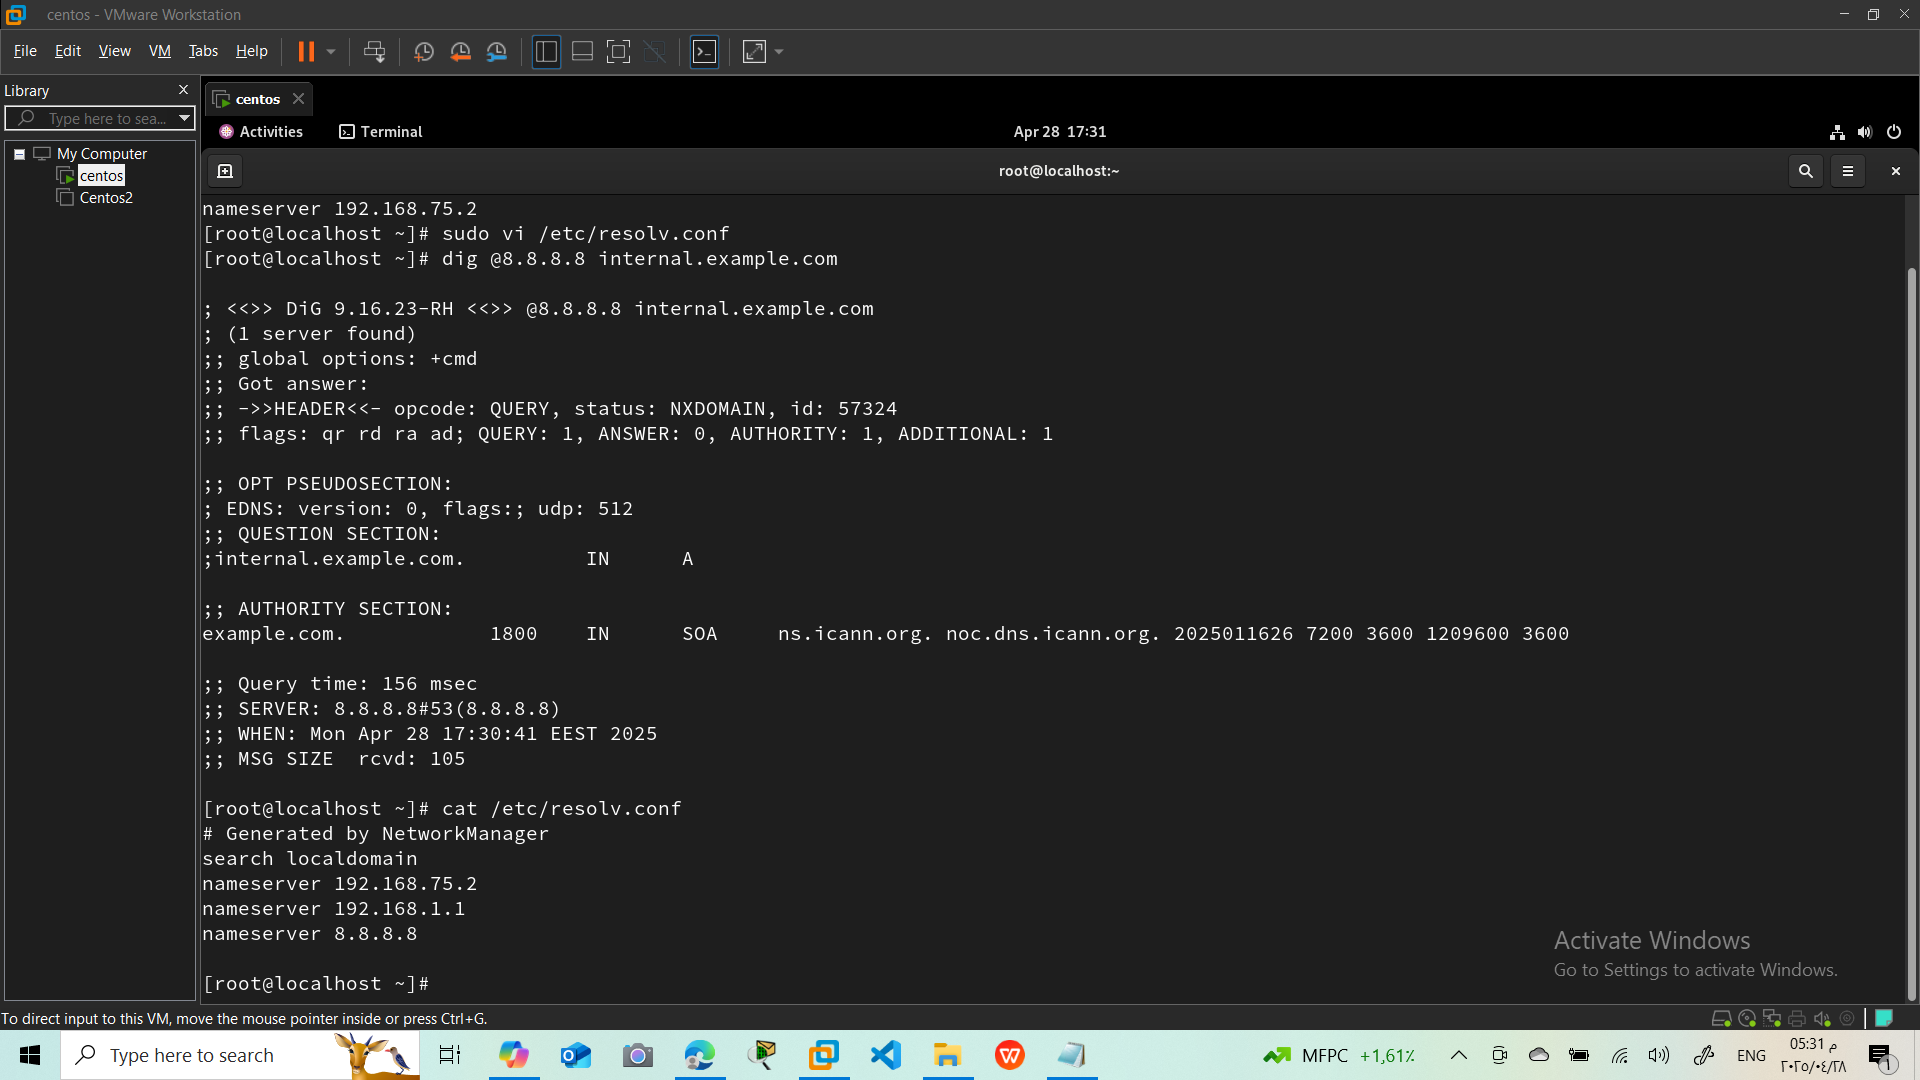 centos - VMware Workstation
File Edit View VM Tabs Help
Library
Type here to sea...
My Computer
centos
Centos2
centos
Activities Terminal Apr 28 17:31
root@localhost:~
nameserver 192.168.75.2
[root@localhost ~]# sudo vi /etc/resolv.conf
[root@localhost ~]# dig @8.8.8.8 internal.example.com
; <<>> DiG 9.16.23-RH <<>> @8.8.8.8 internal.example.com
; (1 server found)
;; global options: +cmd
;; Got answer:
;; ->>HEADER<<- opcode: QUERY, status: NXDOMAIN, id: 57324
;; flags: qr rd ra ad; QUERY: 1, ANSWER: 0, AUTHORITY: 1, ADDITIONAL: 1
;; OPT PSEUDOSECTION:
; EDNS: version: 0, flags:; udp: 512
;; QUESTION SECTION:
;internal.example.com. IN A
;; AUTHORITY SECTION:
example.com. 1800 IN SOA ns.icann.org. noc.dns.icann.org. 2025011626 7200 3600 1209600 3600
;; Query time: 156 msec
;; SERVER: 8.8.8.8#53(8.8.8.8)
;; WHEN: Mon Apr 28 17:30:41 EEST 2025
;; MSG SIZE  rcvd: 105
[root@localhost ~]# cat /etc/resolv.conf
# Generated by NetworkManager
search localdomain
nameserver 192.168.75.2
nameserver 192.168.1.1
nameserver 8.8.8.8
[root@localhost ~]#
Activate Windows
Go to Settings to activate Windows.
To direct input to this VM, move the mouse pointer inside or press Ctrl+G.
Type here to search
MFPC +1,61٪
ENG
05:31 م
٢٠٢٥/٠٤/٢٨
1